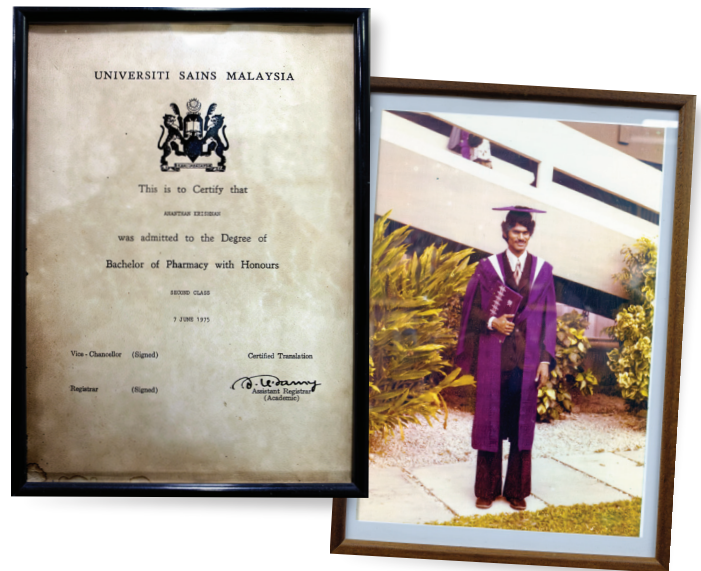 UNIVERSITI SAINS MALAYSIA
This is to Certify that
ANANTHAN KRISHNAN
was admitted to the Degree of
Bachelor of Pharmacy with Honours
SECOND CLASS
7 JUNE 1975
Vice-Chancellor (Signed)
Certified Translation
Registrar (Signed)
Assistant Registrar
(Academic)